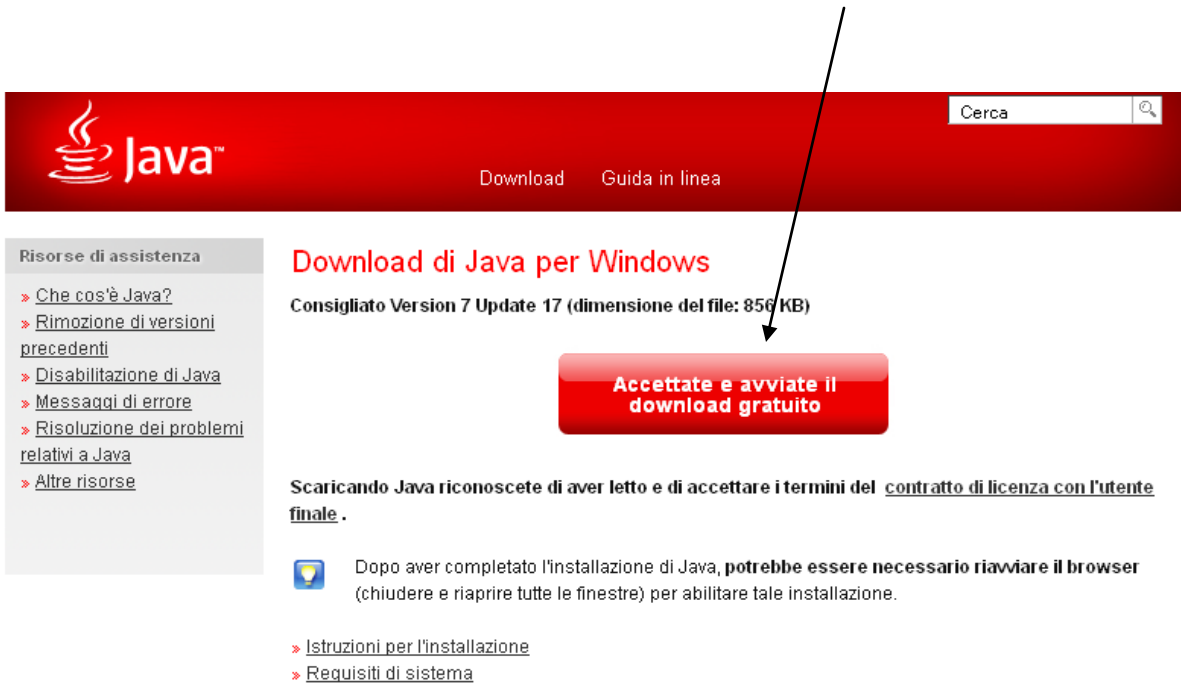 Cerca
Java™
Download Guida in linea
Risorse di assistenza
» Che cos'è Java?
» Rimozione di versioni
precedenti
» Disabilitazione di Java
» Messaggi di errore
» Risoluzione dei problemi
relativi a Java
» Altre risorse
Download di Java per Windows
Consigliato Version 7 Update 17 (dimensione del file: 856 KB)
Accettate e avviate il
download gratuito
Scaricando Java riconoscete di aver letto e di accettare i termini del contratto di licenza con l'utente
finale .
Dopo aver completato l'installazione di Java, potrebbe essere necessario riavviare il browser
(chiudere e riaprire tutte le finestre) per abilitare tale installazione.
» Istruzioni per l'installazione
» Requisiti di sistema